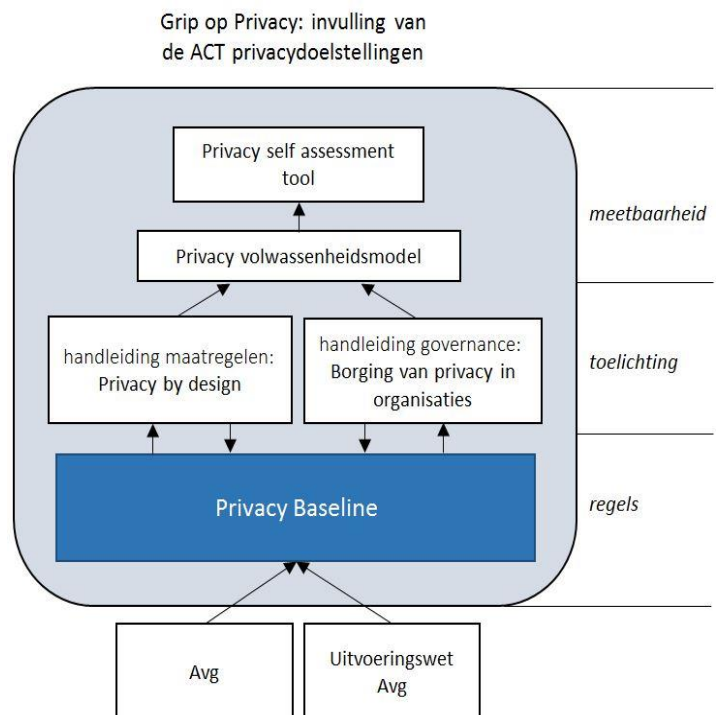 Grip op Privacy: invulling van
de ACT privacydoelstellingen
Privacy self assessment
tool
meetbaarheid
Privacy volwassenheidsmodel
handleiding maatregelen:
Privacy by design
handleiding governance:
Borging van privacy in
organisaties
toelichting
Privacy Baseline
regels
Avg
Uitvoeringswet
Avg